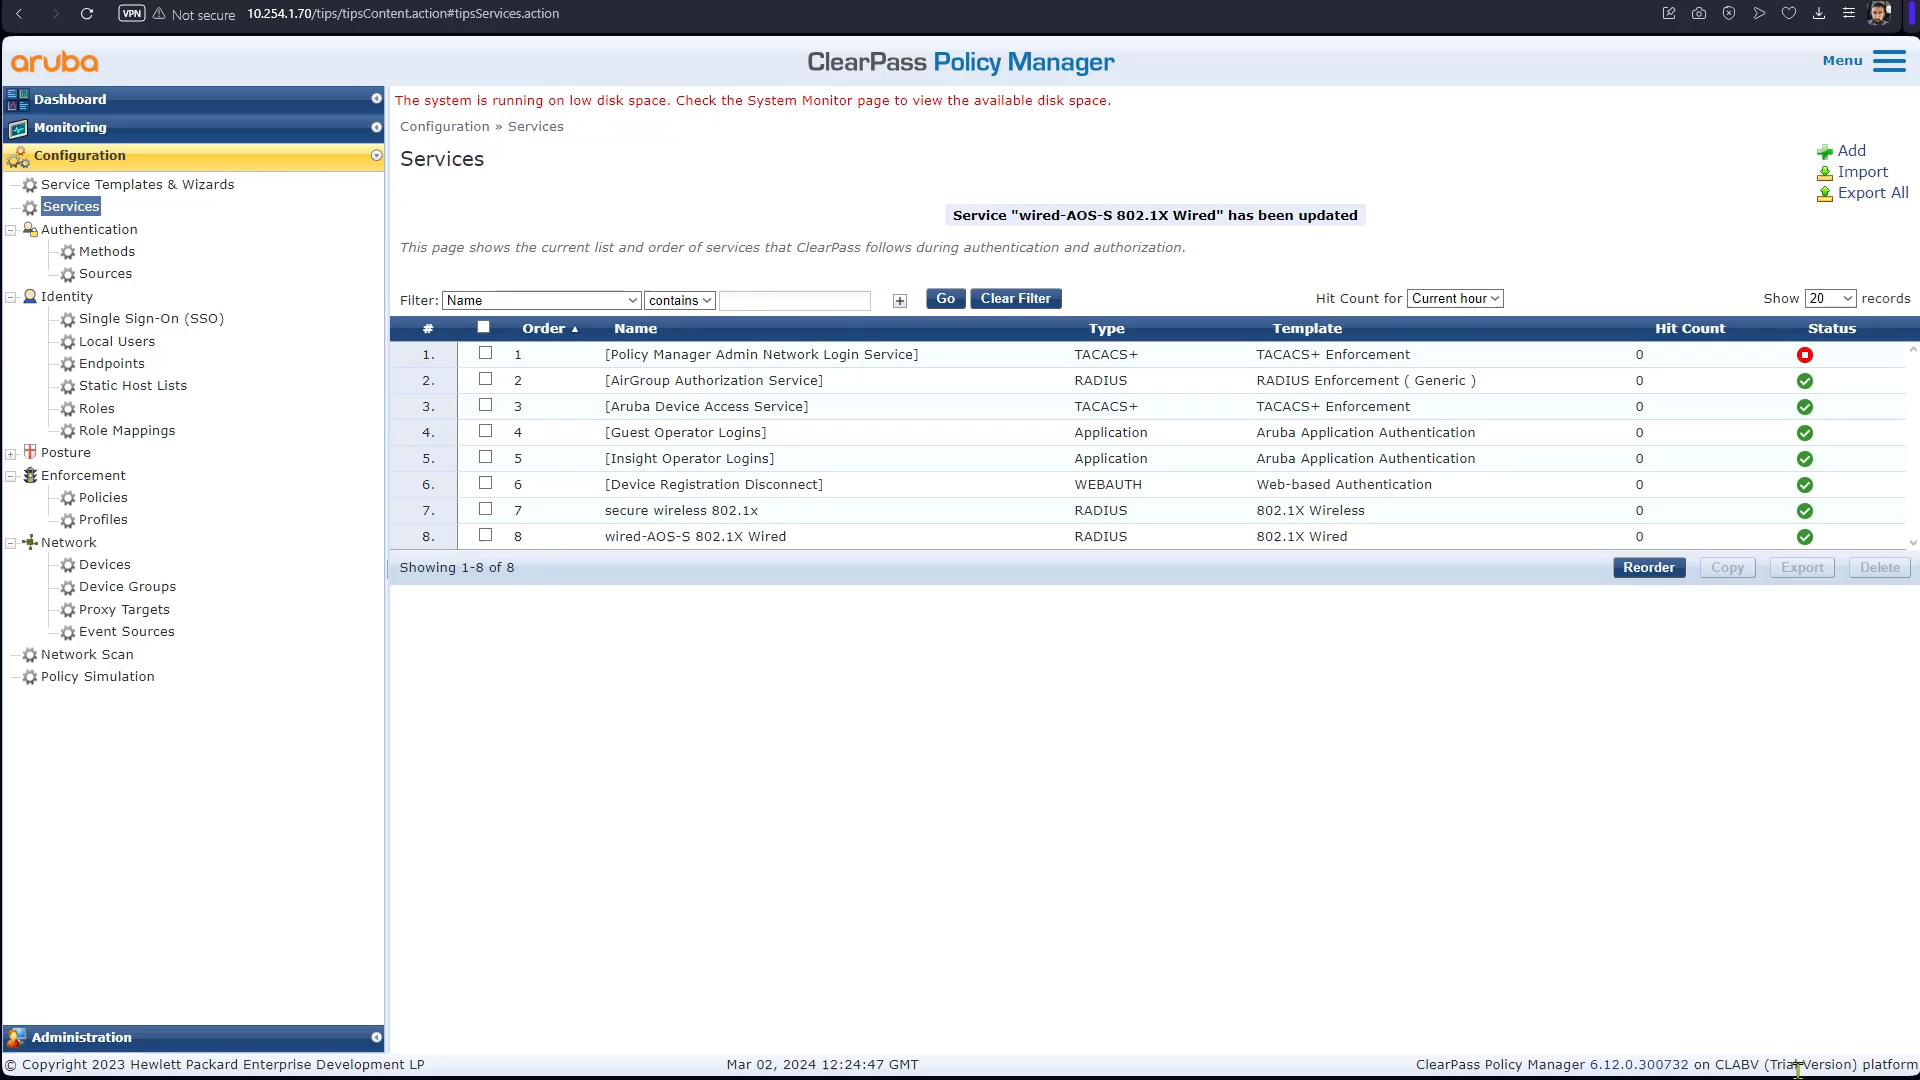 VPN Not secure 10.254.1.70/tips/tipsContent.action#tipsServices.action
aruba
ClearPass Policy Manager
Menu
Dashboard
Monitoring
Configuration
Service Templates & Wizards
Services
Authentication
Methods
Sources
Identity
Single Sign-On (SSO)
Local Users
Endpoints
Static Host Lists
Roles
Role Mappings
Posture
Enforcement
Policies
Profiles
Network
Devices
Device Groups
Proxy Targets
Event Sources
Network Scan
Policy Simulation
Administration
The system is running on low disk space. Check the System Monitor page to view the available disk space.
Configuration » Services
Services
Add
Import
Export All
Service "wired-AOS-S 802.1X Wired" has been updated
This page shows the current list and order of services that ClearPass follows during authentication and authorization.
Filter: Name contains + Go Clear Filter Hit Count for Current hour Show 20 records
# Order ▲ Name Type Template Hit Count Status
1. 1 [Policy Manager Admin Network Login Service] TACACS+ TACACS+ Enforcement 0
2. 2 [AirGroup Authorization Service] RADIUS RADIUS Enforcement ( Generic ) 0
3. 3 [Aruba Device Access Service] TACACS+ TACACS+ Enforcement 0
4. 4 [Guest Operator Logins] Application Aruba Application Authentication 0
5. 5 [Insight Operator Logins] Application Aruba Application Authentication 0
6. 6 [Device Registration Disconnect] WEBAUTH Web-based Authentication 0
7. 7 secure wireless 802.1x RADIUS 802.1X Wireless 0
8. 8 wired-AOS-S 802.1X Wired RADIUS 802.1X Wired 0
Showing 1-8 of 8 Reorder Copy Export Delete
© Copyright 2023 Hewlett Packard Enterprise Development LP Mar 02, 2024 12:24:47 GMT ClearPass Policy Manager 6.12.0.300732 on CLABV (Trial Version) platform